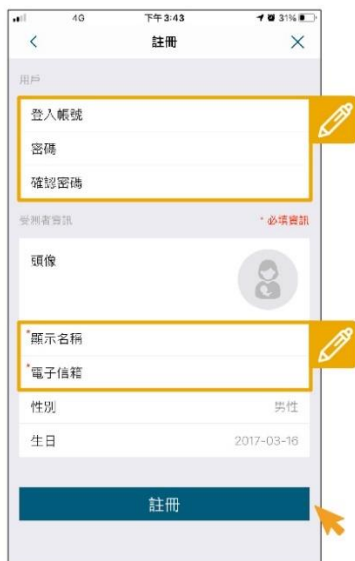 4G 下午3:43 31%
註冊
用戶
登入帳號
密碼
確認密碼
受測者資訊 *必填資訊
頭像
*顯示名稱
*電子信箱
性別 男性
生日 2017-03-16
註冊